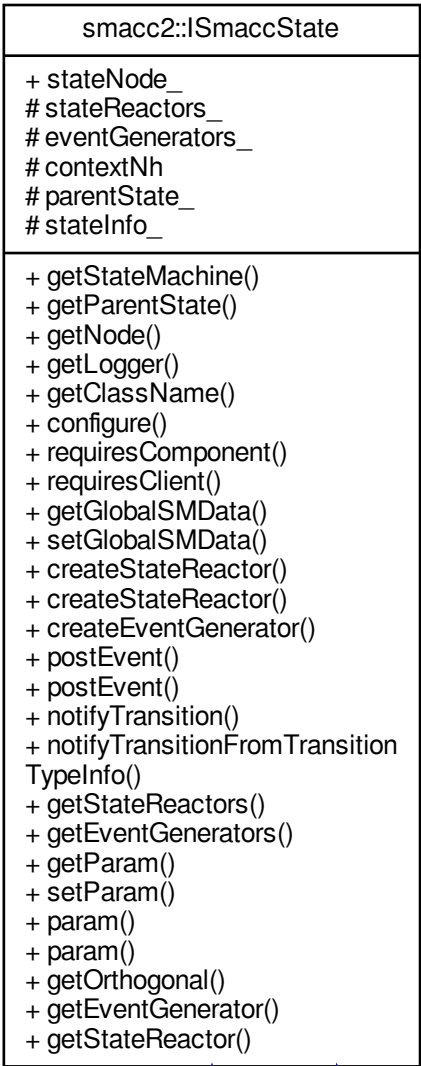 smacc2::ISmaccState
+ stateNode_
# stateReactors_
# eventGenerators_
# contextNh
# parentState_
# stateInfo_
+ getStateMachine()
+ getParentState()
+ getNode()
+ getLogger()
+ getClassName()
+ configure()
+ requiresComponent()
+ requiresClient()
+ getGlobalSMData()
+ setGlobalSMData()
+ createStateReactor()
+ createStateReactor()
+ createEventGenerator()
+ postEvent()
+ postEvent()
+ notifyTransition()
+ notifyTransitionFromTransition
TypeInfo()
+ getStateReactors()
+ getEventGenerators()
+ getParam()
+ setParam()
+ param()
+ param()
+ getOrthogonal()
+ getEventGenerator()
+ getStateReactor()